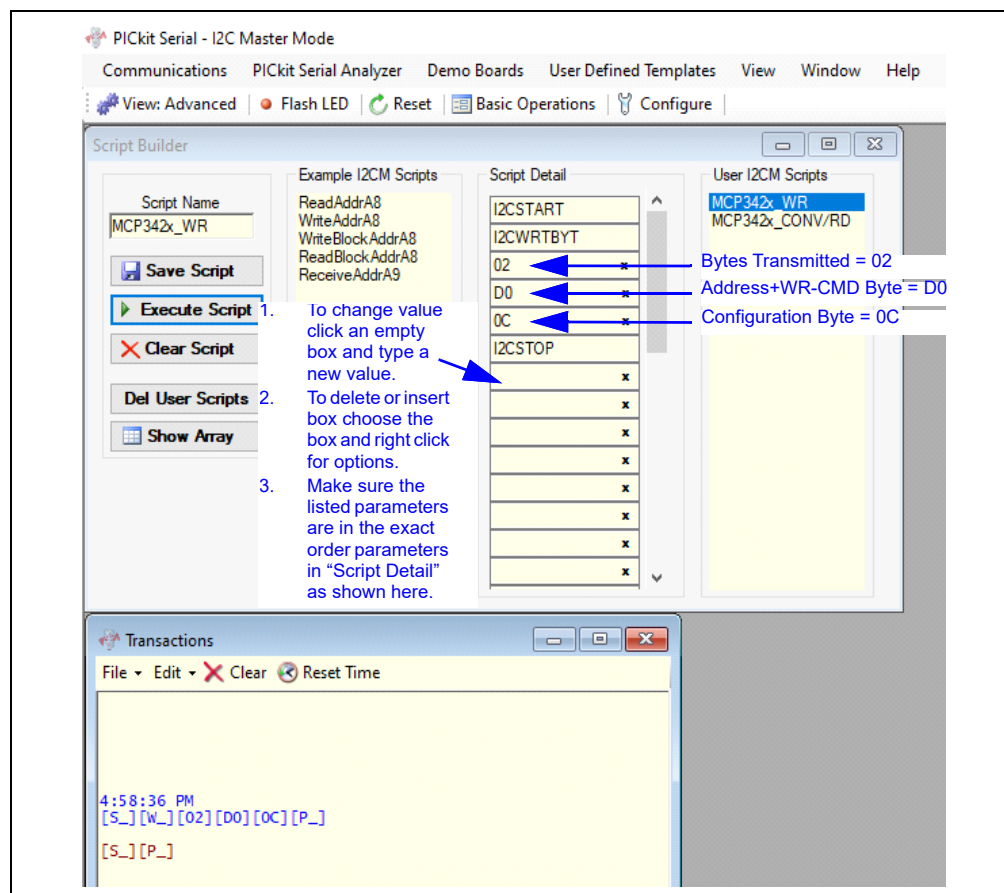 PICkit Serial - I2C Master Mode
Communications PICkit Serial Analyzer Demo Boards User Defined Templates View Window Help
View: Advanced Flash LED Reset Basic Operations Configure
Script Builder
Script Name
MCP342x_WR
Save Script
Execute Script
Clear Script
Del User Scripts
Show Array
Example I2CM Scripts
ReadAddrA8
WriteAddrA8
WriteBlockAddrA8
ReadBlockAddrA8
ReceiveAddrA9
1. To change value
click an empty
box and type a
new value.
2. To delete or insert
box choose the
box and right click
for options.
3. Make sure the
listed parameters
are in the exact
order parameters
in “Script Detail”
as shown here.
Script Detail
I2CSTART
I2CWRTBYT
02 x
D0 x
0C x
I2CSTOP
x
x
x
x
x
x
x
x
User I2CM Scripts
MCP342x_WR
MCP342x_CONV/RD
Bytes Transmitted = 02
Address+WR-CMD Byte = D0
Configuration Byte = 0C
Transactions
File Edit Clear Reset Time
4:58:36 PM
[S_][W_][02][D0][0C][P_]
[S_][P_]